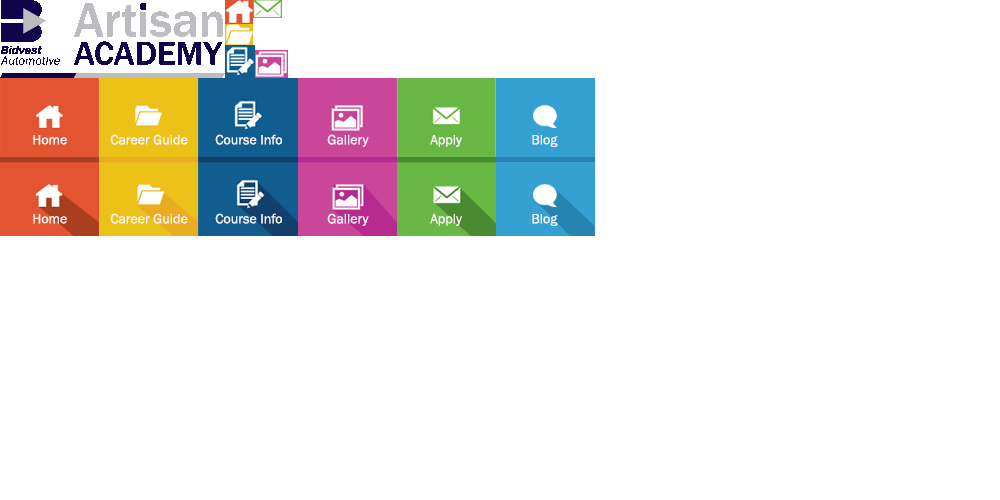 Artisan
ACADEMY
Bidvest
Automotive
Home Career Guide Course Info Gallery Apply Blog
Home Career Guide Course Info Gallery Apply Blog